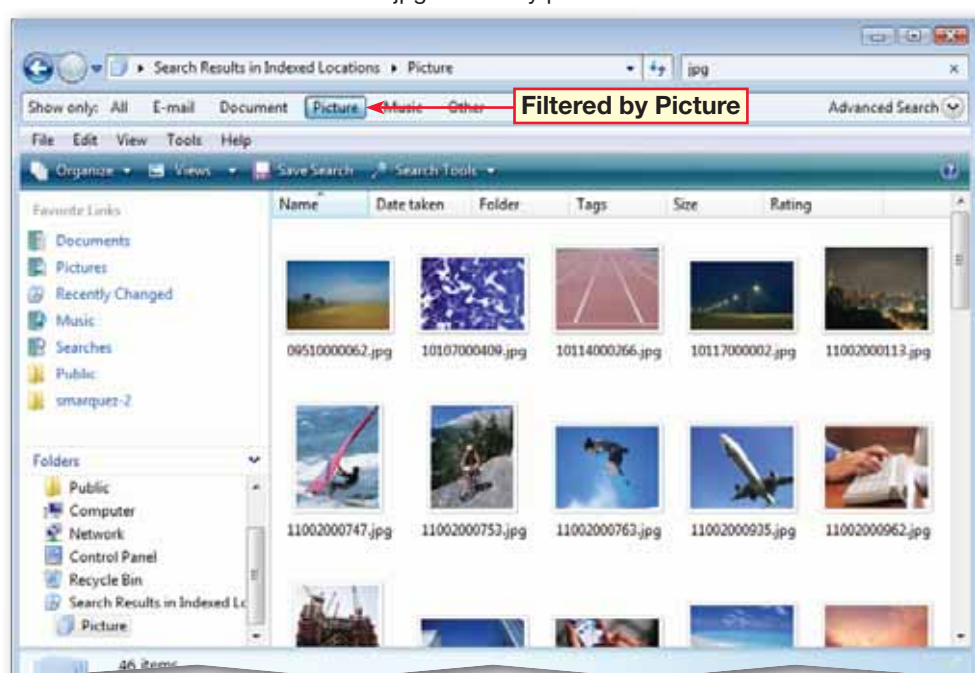 jpg
Search Results in Indexed Locations Picture
jpg
Show only: All E-mail Document Picture Music Other
Filtered by Picture
Advanced Search
File Edit View Tools Help
Organize Views Save Search Search Tools
Favorite Links
Documents
Pictures
Recently Changed
Music
Searches
Public
smarquez-2
Folders
Public
Computer
Network
Control Panel
Recycle Bin
Search Results in Indexed Lc
Picture
Name Date taken Folder Tags Size Rating
09510000062.jpg 10107000409.jpg 10114000266.jpg 10117000002.jpg 11002000113.jpg
11002000747.jpg 11002000753.jpg 11002000763.jpg 11002000935.jpg 11002000962.jpg
46 items